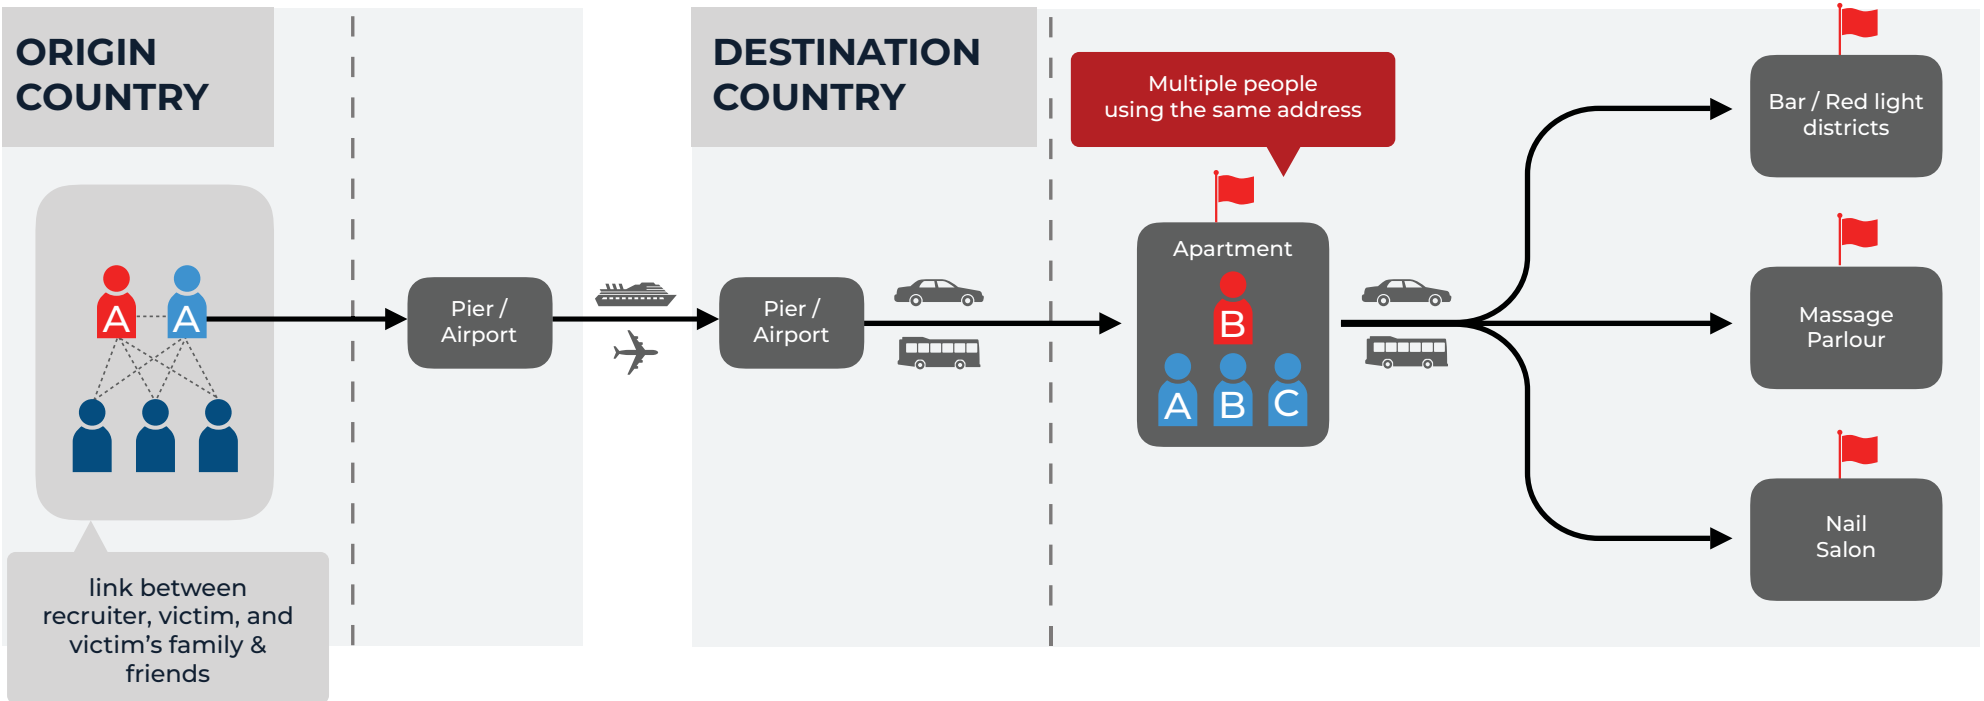 ORIGIN
COUNTRY
DESTINATION
COUNTRY
Multiple people
using the same address
Bar / Red light
districts
Apartment
A
A
Pier /
Airport
Pier /
Airport
B
A
B
C
Massage
Parlour
Nail
Salon
link between
recruiter, victim, and
victim’s family &
friends